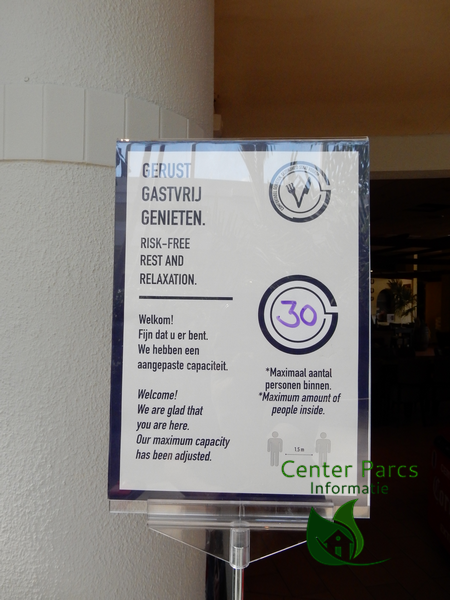 GERUST
GASTVRIJ
GENIETEN.
RISK-FREE
REST AND
RELAXATION.
Welkom!
Fijn dat u er bent.
We hebben een
aangepaste capaciteit.
Welcome!
We are glad that
you are here.
Our maximum capacity
has been adjusted.
30
*Maximaal aantal
personen binnen.
*Maximum amount of
people inside.
1,5 m
Center Parcs
Informatie